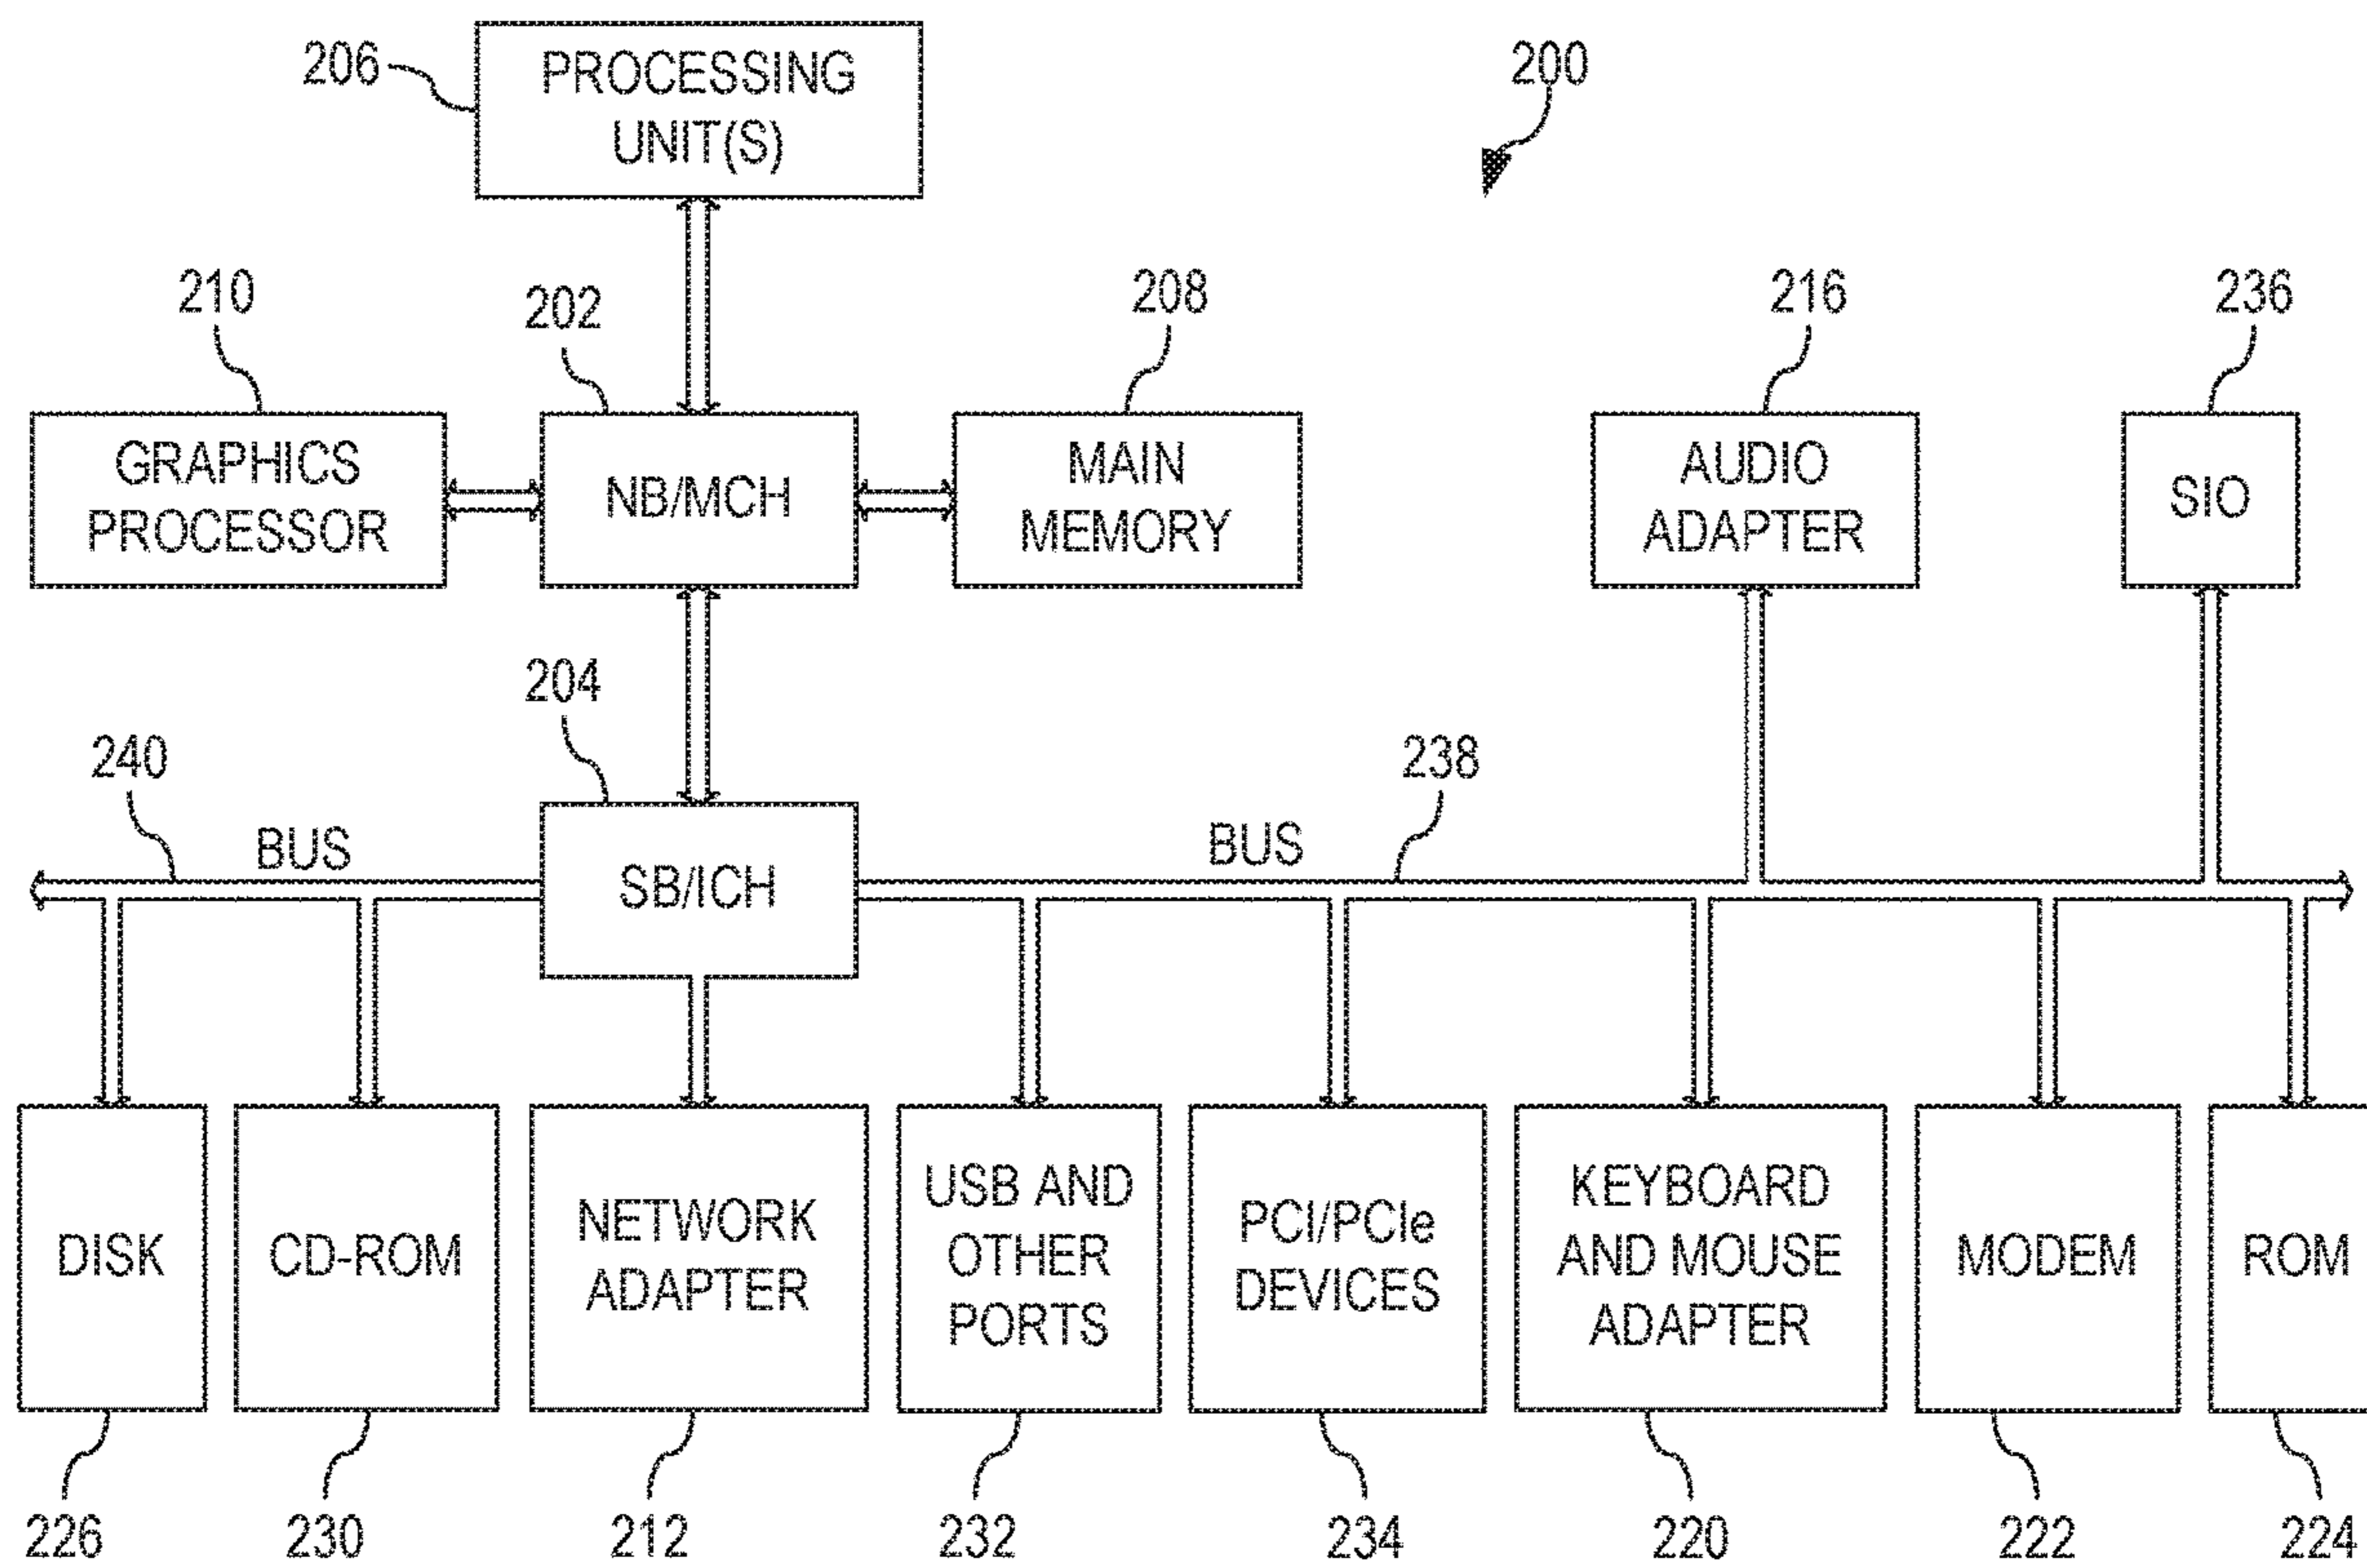 206
PROCESSING
UNIT(S)
200
210
202
208
216
236
GRAPHICS
PROCESSOR
NB/MCH
MAIN
MEMORY
AUDIO
ADAPTER
SIO
204
240
238
BUS
BUS
SB/ICH
DISK
CD-ROM
NETWORK
ADAPTER
USB AND
OTHER
PORTS
PCI/PCIe
DEVICES
KEYBOARD
AND MOUSE
ADAPTER
MODEM
ROM
226
230
212
232
234
220
222
224